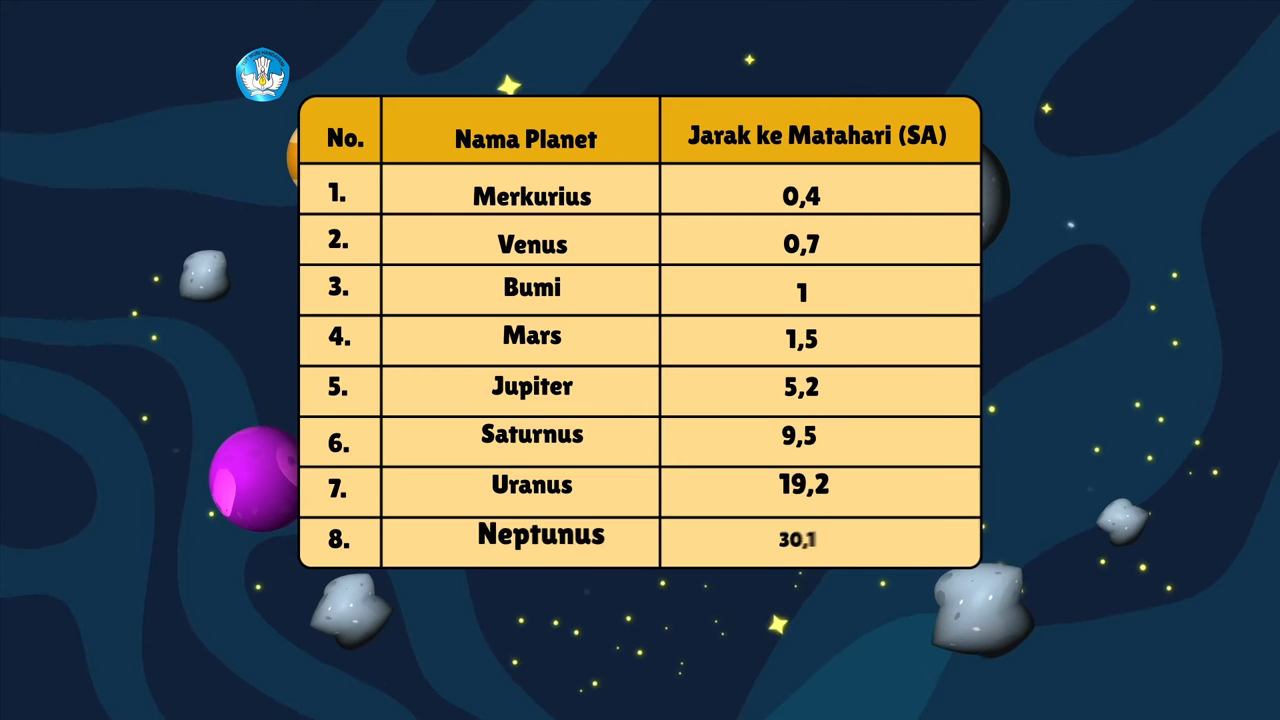 No. Nama Planet Jarak ke Matahari (SA)
1. Merkurius 0,4
2. Venus 0,7
3. Bumi 1
4. Mars 1,5
5. Jupiter 5,2
6. Saturnus 9,5
7. Uranus 19,2
8. Neptunus 30,1